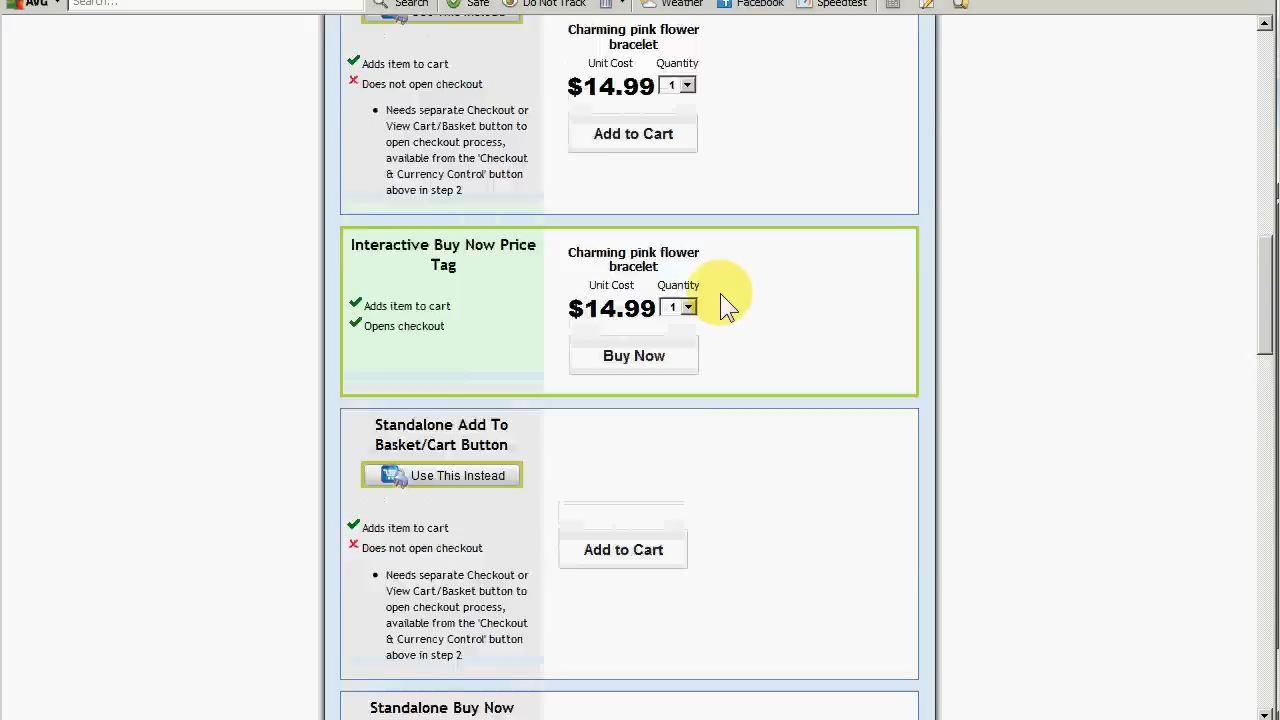 AVG
Search...
Search
Safe
Do Not Track
Weather
Facebook
Speedtest
Use This Instead
Adds item to cart
Does not open checkout
• Needs separate Checkout or
View Cart/Basket button to
open checkout process,
available from the 'Checkout
& Currency Control' button
above in step 2
Charming pink flower
bracelet
Unit Cost
Quantity
$14.99
1
Add to Cart
Interactive Buy Now Price
Tag
Adds item to cart
Opens checkout
Charming pink flower
bracelet
Unit Cost
Quantity
$14.99
1
Buy Now
Standalone Add To
Basket/Cart Button
Use This Instead
Adds item to cart
Does not open checkout
• Needs separate Checkout or
View Cart/Basket button to
open checkout process,
available from the 'Checkout
& Currency Control' button
above in step 2
Add to Cart
Standalone Buy Now